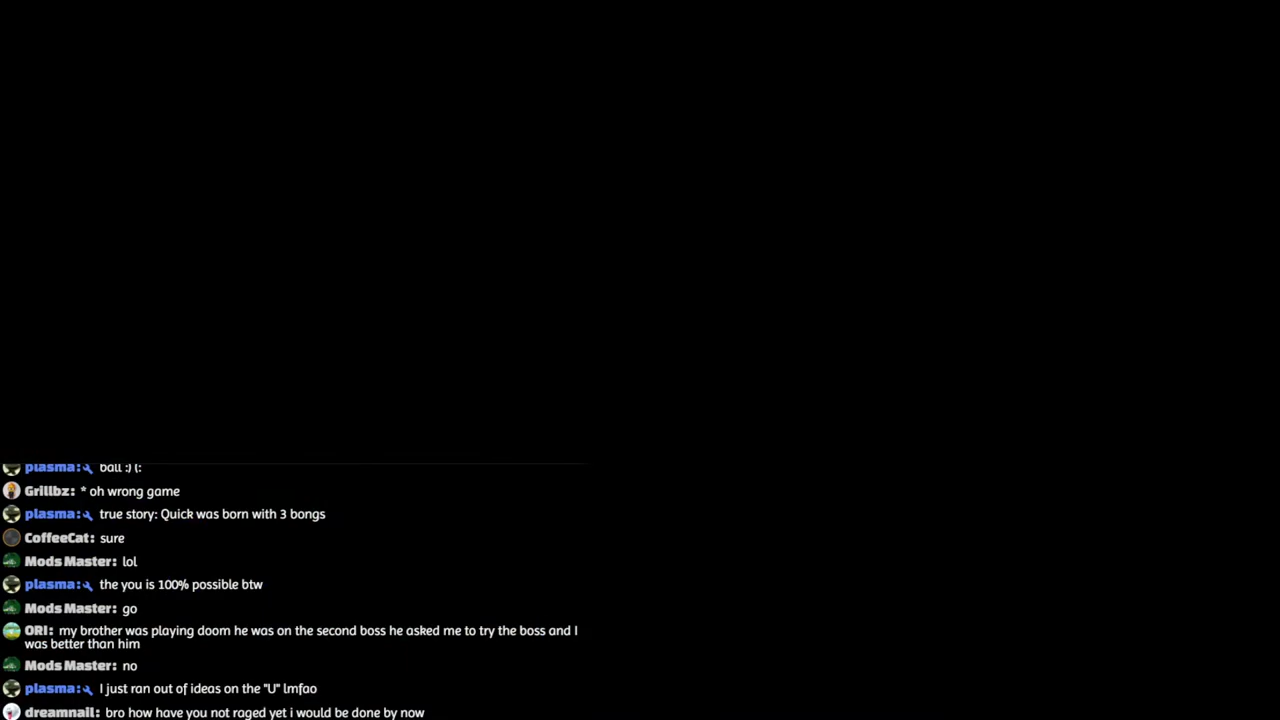 plasma: ball :) (:
Grillbz: * oh wrong game
plasma: true story: Quick was born with 3 bongs
CoffeeCat: sure
Mods Master: lol
plasma: the you is 100% possible btw
Mods Master: go
ORI: my brother was playing doom he was on the second boss he asked me to try the boss and I
was better than him
Mods Master: no
plasma: I just ran out of ideas on the "U" lmfao
dreamnail: bro how have you not raged yet i would be done by now